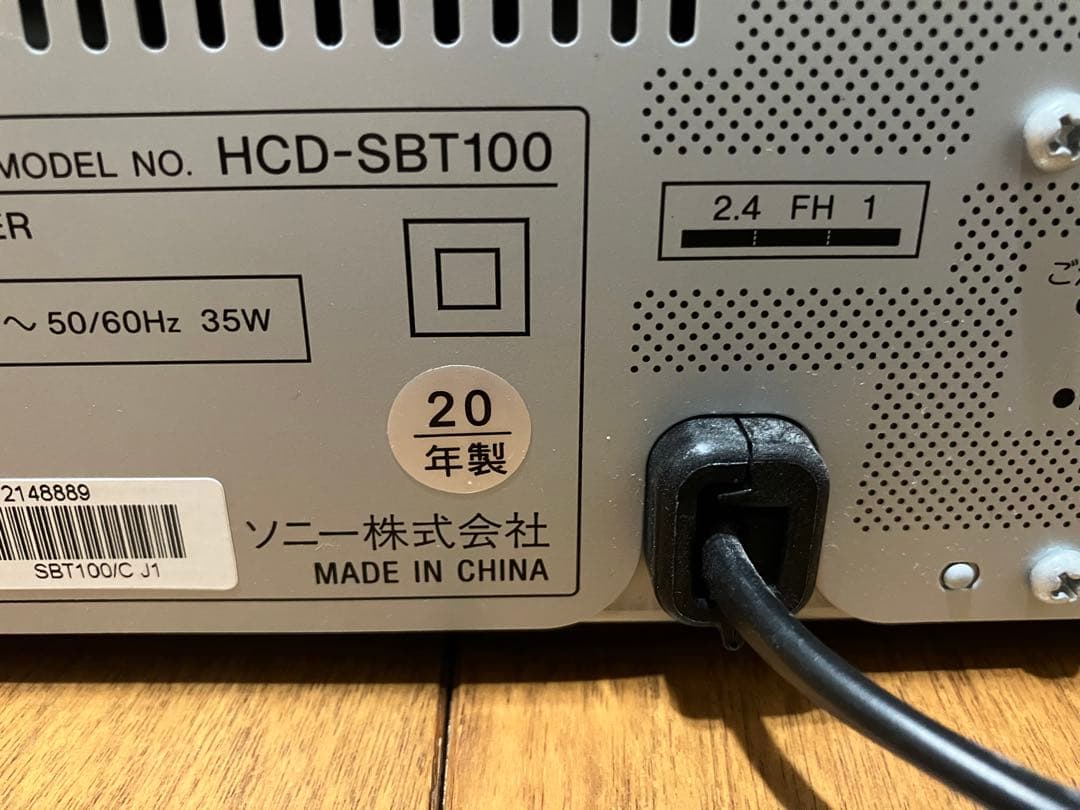 MODEL NO. HCD-SBT100
ER
2.4 FH 1
～ 50/60Hz 35W
20
年製
2148889
SBT100/C J1
ソニー株式会社
MADE IN CHINA